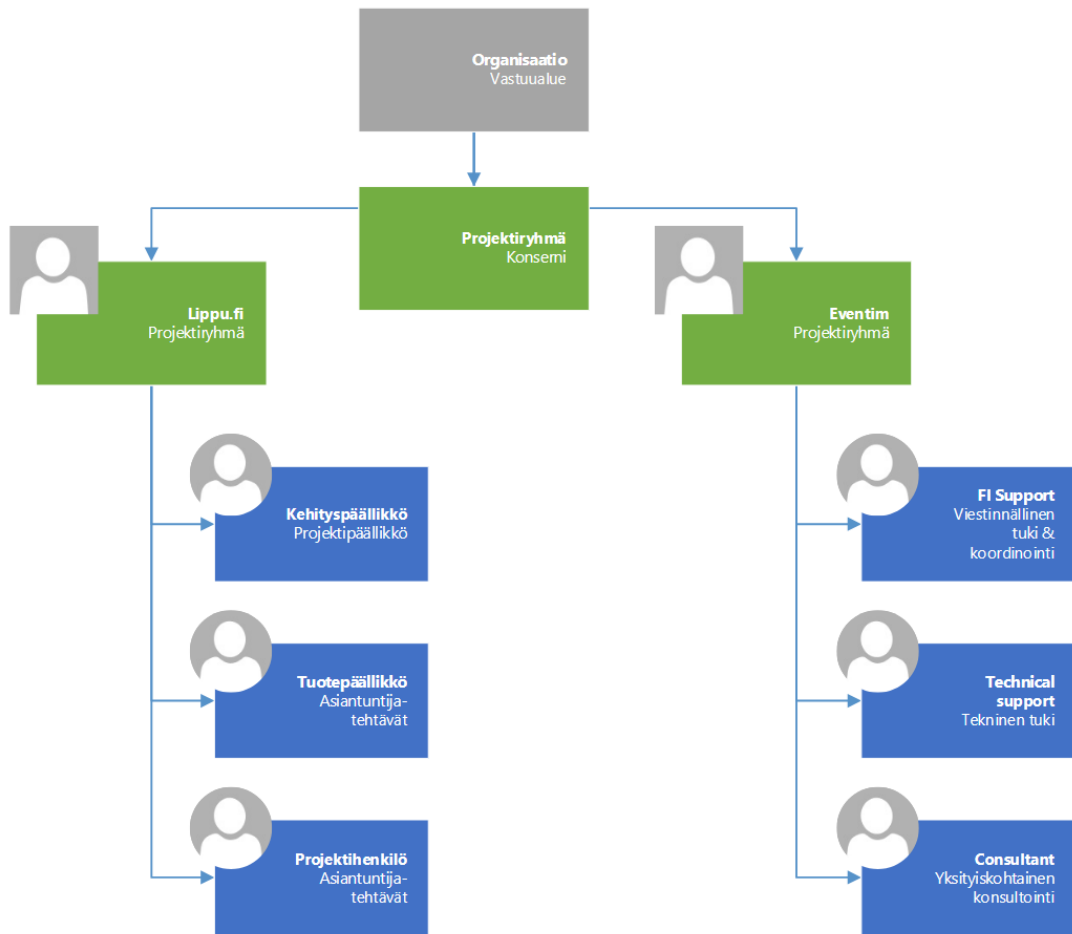 Organisaatio
Vastuualue
Projektiryhmä
Konserni
Lippu.fi
Projektiryhmä
Eventim
Projektiryhmä
Kehityspäällikkö
Projektipäällikkö
FI Support
Viestinnällinen
tuki &
koordinointi
Tuotepäällikkö
Asiantuntija-
tehtävät
Technical
support
Tekninen tuki
Projektihenkilö
Asiantuntija-
tehtävät
Consultant
Yksityiskohtainen
konsultointi